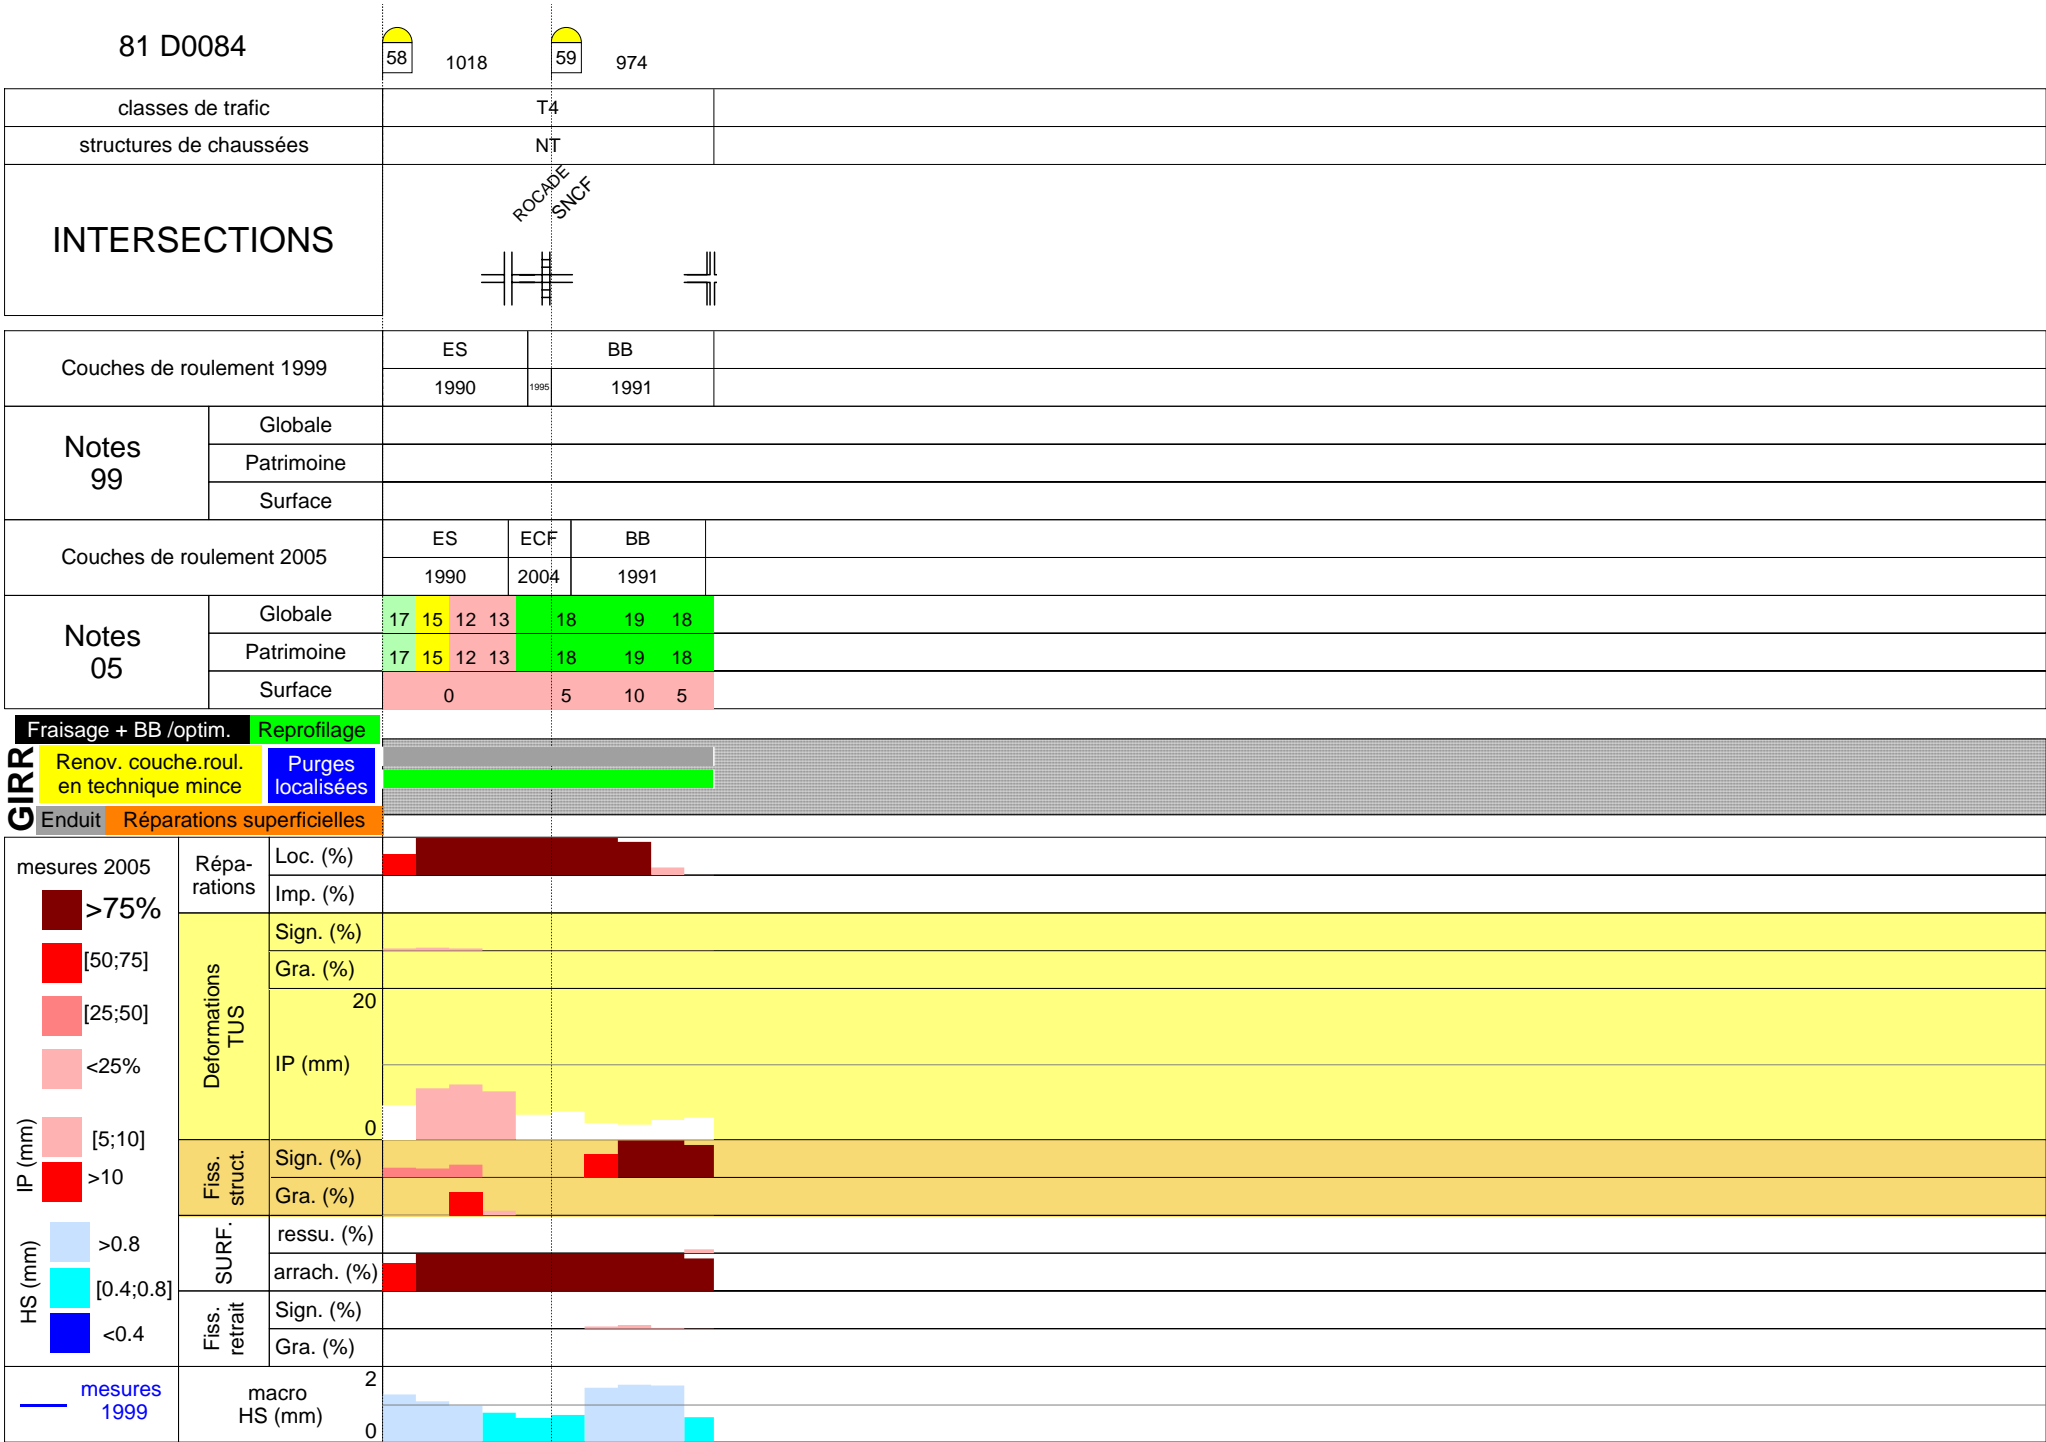 81 D0084
58 1018 59 974
classes de trafic T4
structures de chaussées NT
ROCADE
SNCF
INTERSECTIONS
Couches de roulement 1999
ES BB
1990 1995 1991
Notes
99
Globale
Patrimoine
Surface
Couches de roulement 2005
ES ECF BB
1990 2004 1991
Notes
05
Globale 17 15 12 13 18 19 18
Patrimoine 17 15 12 13 18 19 18
Surface 0 5 10 5
GIRR
Fraisage + BB /optim. Reprofilage
Renov. couche.roul.
en technique mince
Purges
localisées
Enduit Réparations superficielles
mesures 2005
>75%
[50;75]
[25;50]
<25%
IP (mm)
[5;10]
>10
HS (mm)
>0.8
[0.4;0.8]
<0.4
mesures
1999
Répa-
rations
Loc. (%)
Imp. (%)
Deformations
TUS
Sign. (%)
Gra. (%)
20
IP (mm)
0
Fiss.
struct.
Sign. (%)
Gra. (%)
SURF.
ressu. (%)
arrach. (%)
Fiss.
retrait
Sign. (%)
Gra. (%)
macro
HS (mm)
2
0